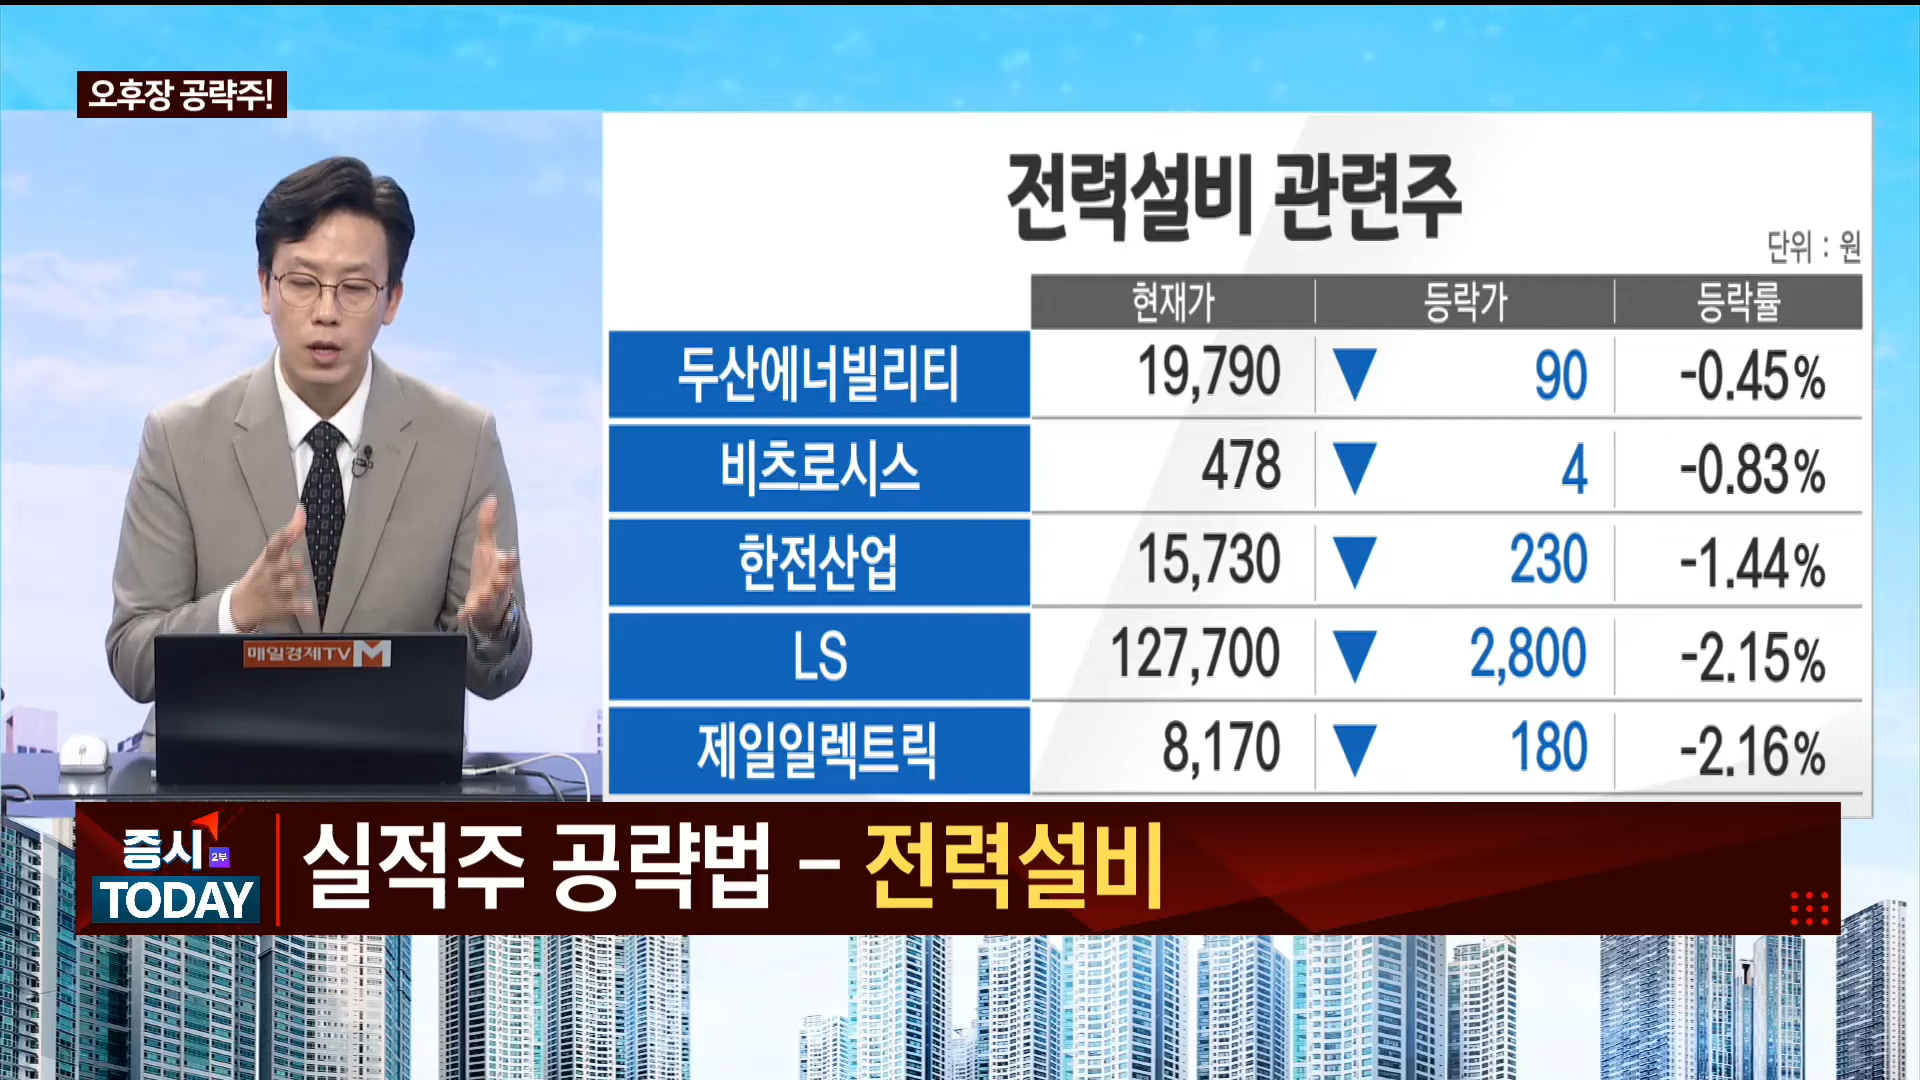 오후장 공략주!
전력설비 관련주
단위 : 원
현재가 등락가 등락률
두산에너빌리티 19,790 ▼ 90 -0.45%
비츠로시스 478 ▼ 4 -0.83%
한전산업 15,730 ▼ 230 -1.44%
LS 127,700 ▼ 2,800 -2.15%
제일일렉트릭 8,170 ▼ 180 -2.16%
매일경제TV M
증시 2부
TODAY
실적주 공략법 - 전력설비